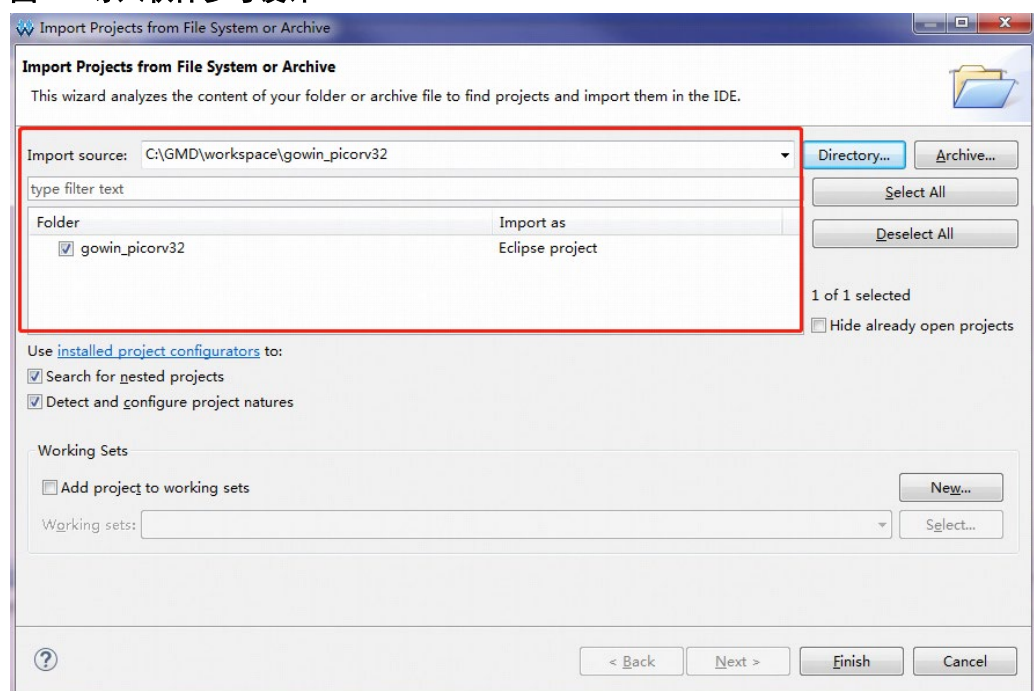 Import Projects from File System or Archive
Import Projects from File System or Archive
This wizard analyzes the content of your folder or archive file to find projects and import them in the IDE.
Import source: C:\GMD\workspace\gowin_picorv32 Directory... Archive...
type filter text Select All
Folder Import as
gowin_picorv32 Eclipse project Deselect All
1 of 1 selected
Hide already open projects
Use installed project configurators to:
Search for nested projects
Detect and configure project natures
Working Sets
Add project to working sets New...
Working sets: Select...
< Back Next > Finish Cancel